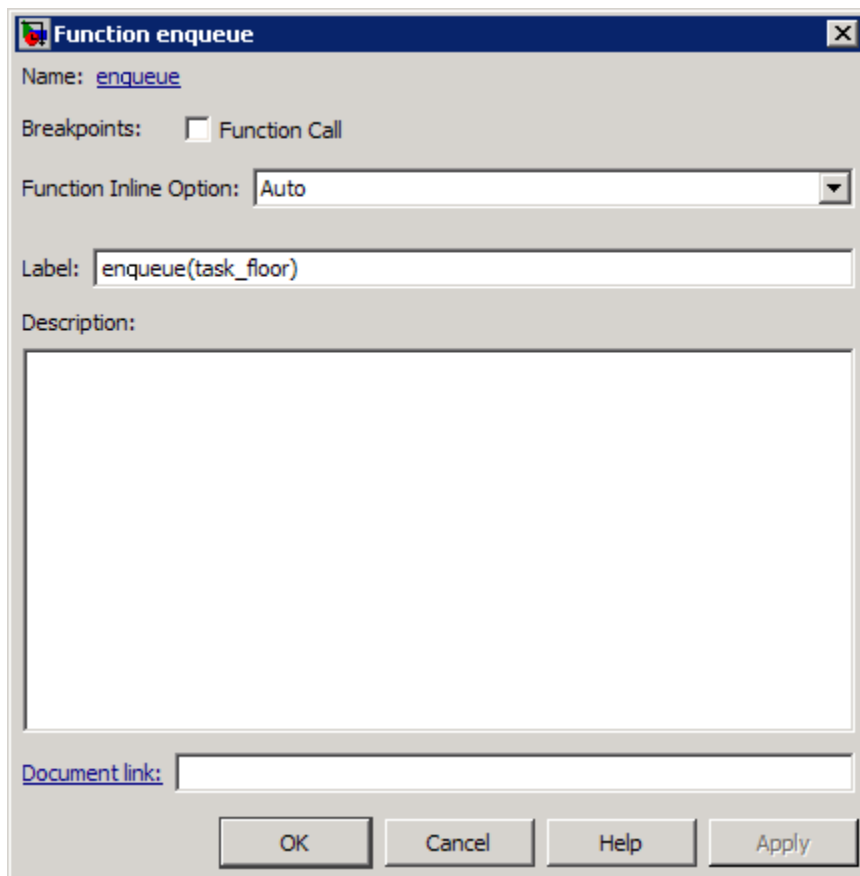 Function enqueue
Name: enqueue
Breakpoints: Function Call
Function Inline Option: Auto
Label: enqueue(task_floor)
Description:
Document link:
OK Cancel Help Apply